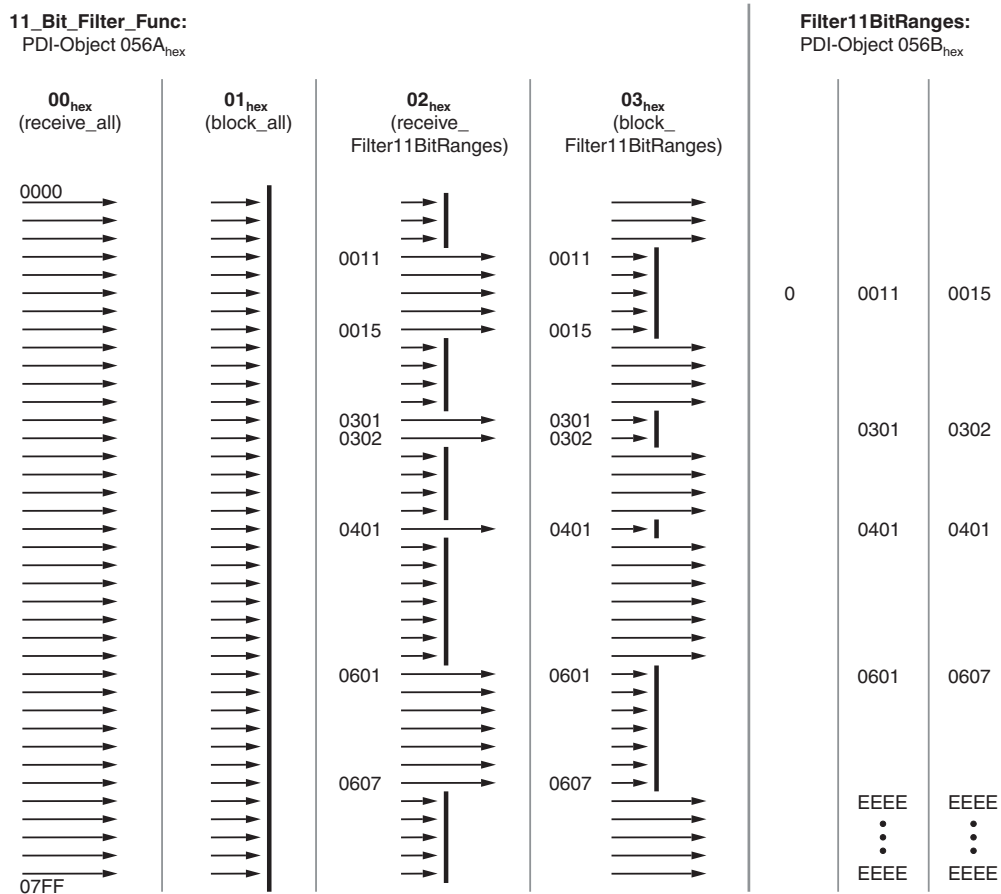 11_Bit_Filter_Func:
PDI-Object 056Ahex
Filter11BitRanges:
PDI-Object 056Bhex
00hex
(receive_all)
01hex
(block_all)
02hex
(receive_
Filter11BitRanges)
03hex
(block_
Filter11BitRanges)
0000
0011 0011
0 0011 0015
0015 0015
0301 0301
0302 0302
0301 0302
0401 0401 0401 0401
0601 0601 0601 0607
0607 0607
EEEE EEEE
EEEE EEEE
07FF